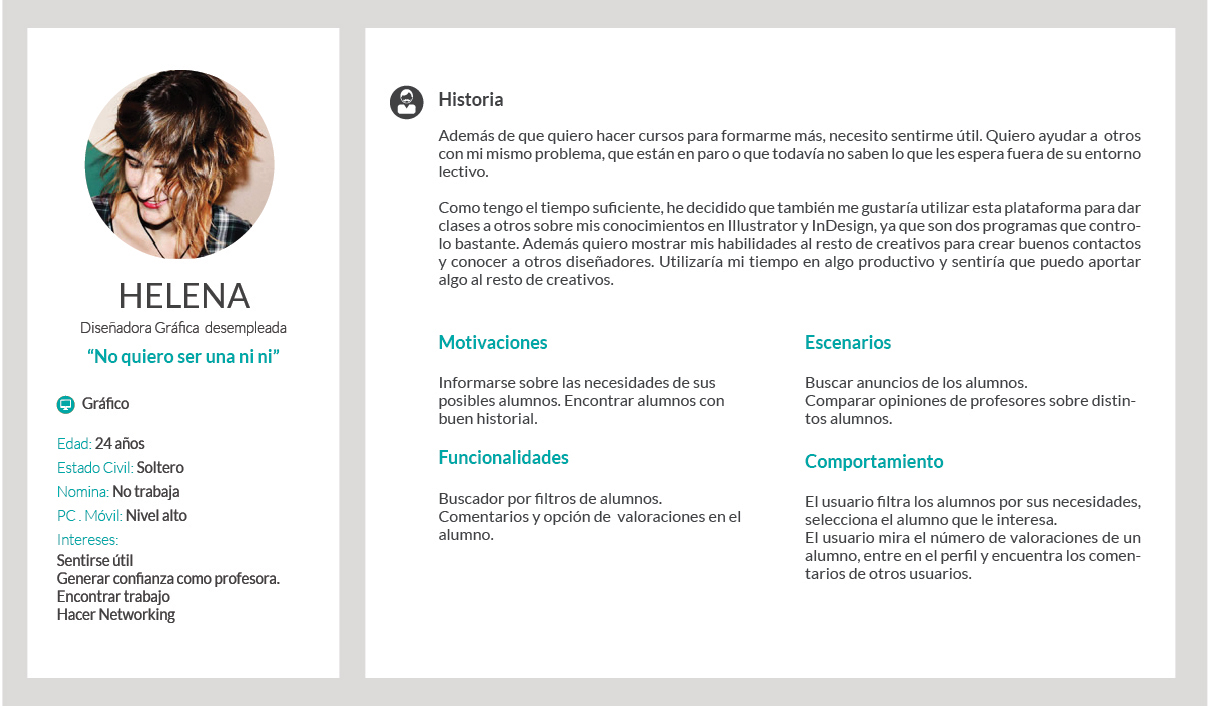 HELENA
Diseñadora Gráfica desempleada
“No quiero ser una ni ni”
Gráfico
Edad: 24 años
Estado Civil: Soltero
Nomina: No trabaja
PC . Móvil: Nivel alto
Intereses:
Sentirse útil
Generar confianza como profesora.
Encontrar trabajo
Hacer Networking
Historia
Además de que quiero hacer cursos para formarme más, necesito sentirme útil. Quiero ayudar a otros
con mi mismo problema, que están en paro o que todavía no saben lo que les espera fuera de su entorno
lectivo.
Como tengo el tiempo suficiente, he decidido que también me gustaría utilizar esta plataforma para dar
clases a otros sobre mis conocimientos en Illustrator y InDesign, ya que son dos programas que contro-
lo bastante. Además quiero mostrar mis habilidades al resto de creativos para crear buenos contactos
y conocer a otros diseñadores. Utilizaría mi tiempo en algo productivo y sentiría que puedo aportar
algo al resto de creativos.
Motivaciones
Informarse sobre las necesidades de sus
posibles alumnos. Encontrar alumnos con
buen historial.
Funcionalidades
Buscador por filtros de alumnos.
Comentarios y opción de valoraciones en el
alumno.
Escenarios
Buscar anuncios de los alumnos.
Comparar opiniones de profesores sobre distin-
tos alumnos.
Comportamiento
El usuario filtra los alumnos por sus necesidades,
selecciona el alumno que le interesa.
El usuario mira el número de valoraciones de un
alumno, entre en el perfil y encuentra los comen-
tarios de otros usuarios.